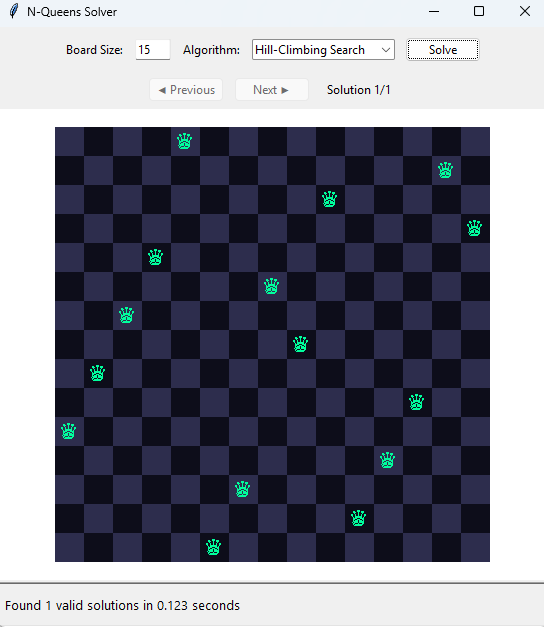 N-Queens Solver
Board Size: 15 Algorithm: Hill-Climbing Search Solve
◄ Previous Next ► Solution 1/1
Found 1 valid solutions in 0.123 seconds